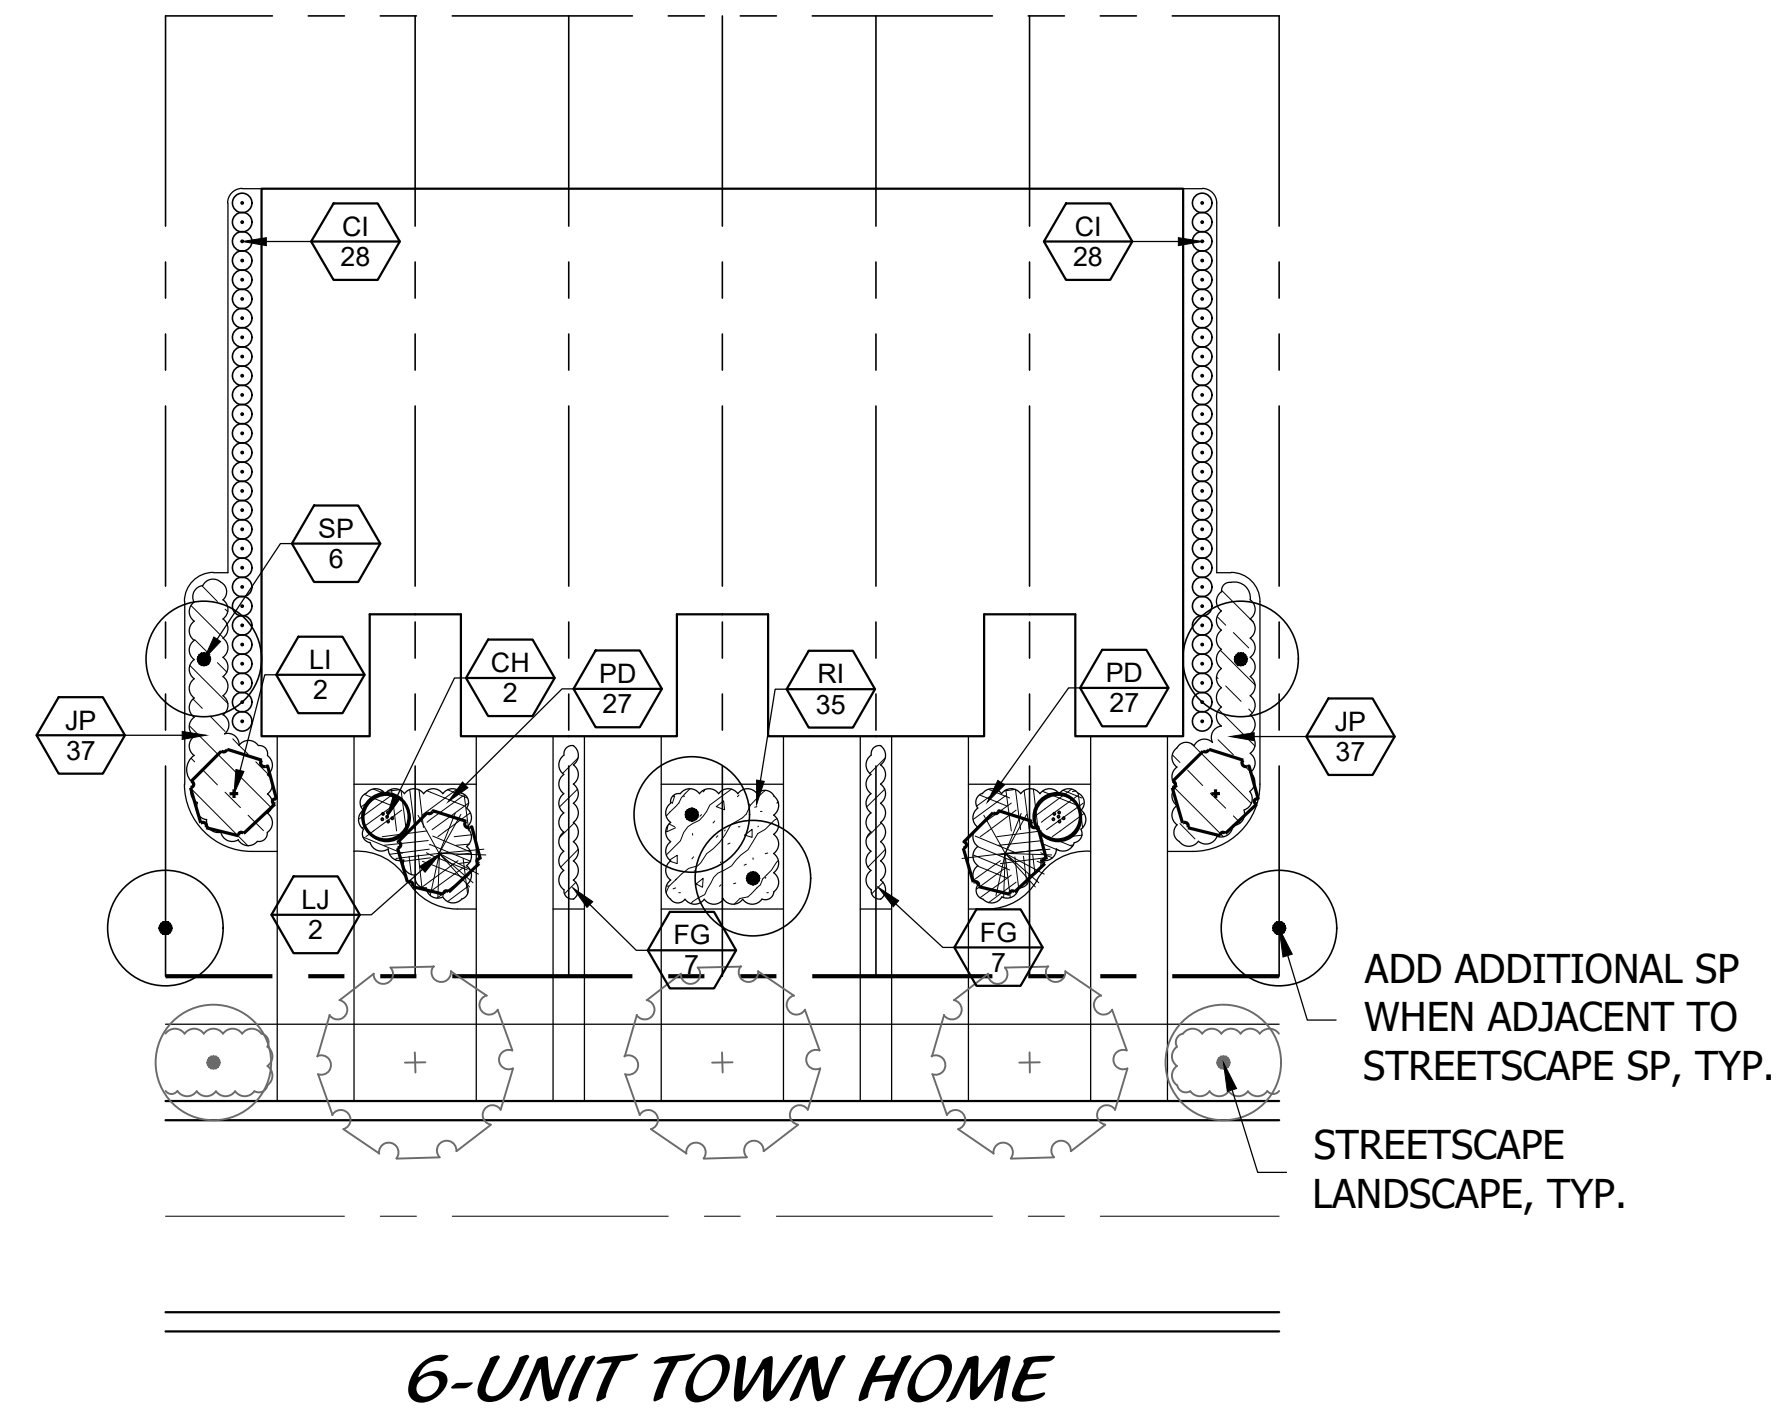 CI
28
CI
28
SP
6
LI
2
CH
2
PD
27
RI
35
PD
27
JP
37
JP
37
LJ
2
FG
7
FG
7
ADD ADDITIONAL SP
WHEN ADJACENT TO
STREETSCAPE SP, TYP.
STREETSCAPE
LANDSCAPE, TYP.
6-UNIT TOWN HOME